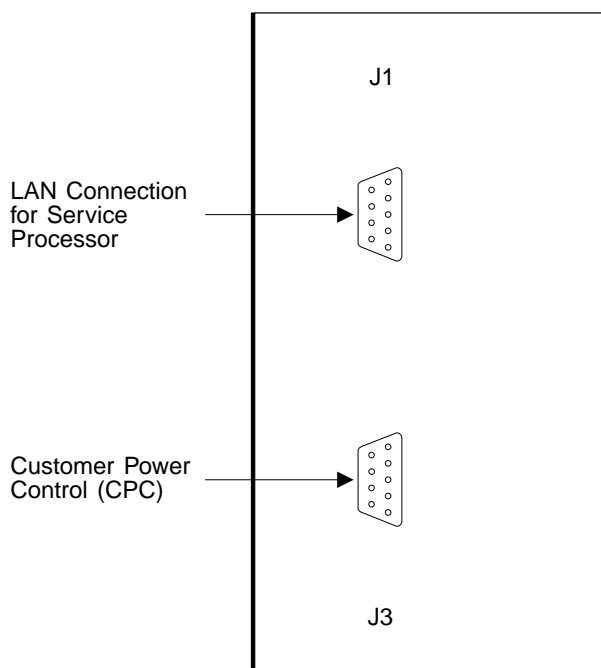 J1
LAN Connection
for Service
Processor
Customer Power
Control (CPC)
J3